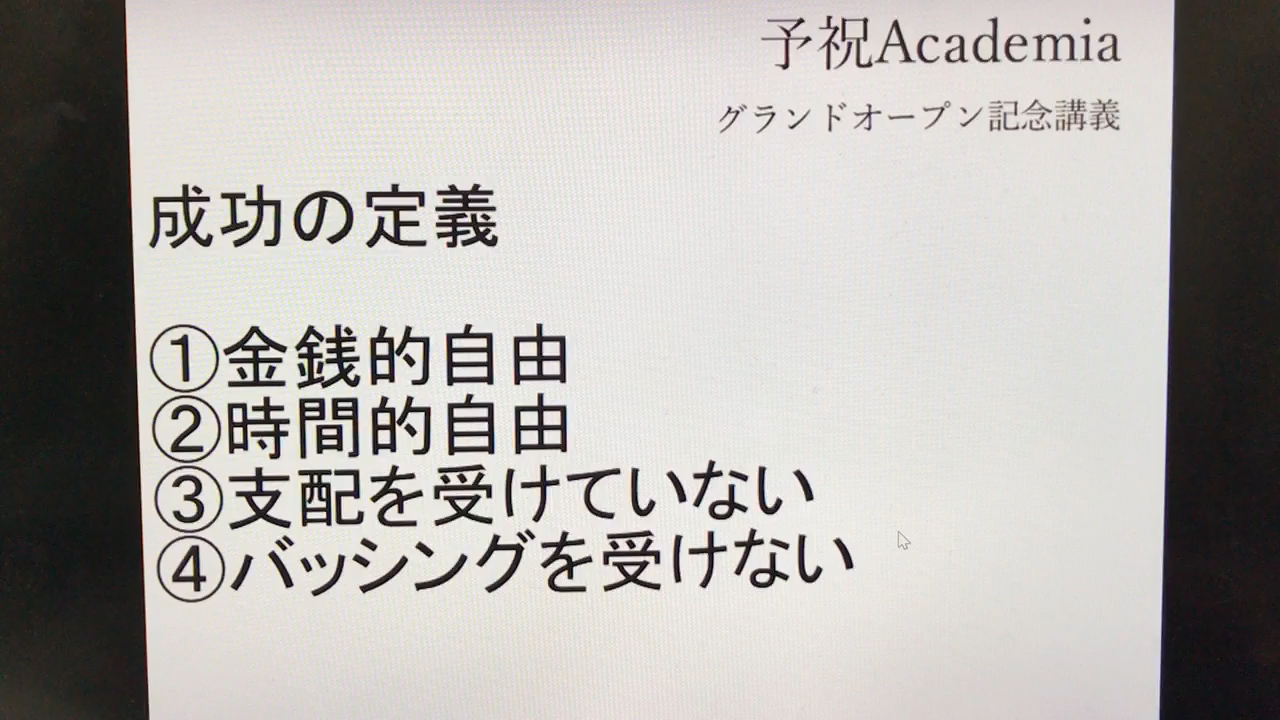 予祝Academia
グランドオープン記念講義
成功の定義
①金銭的自由
②時間的自由
③支配を受けていない
④バッシングを受けない